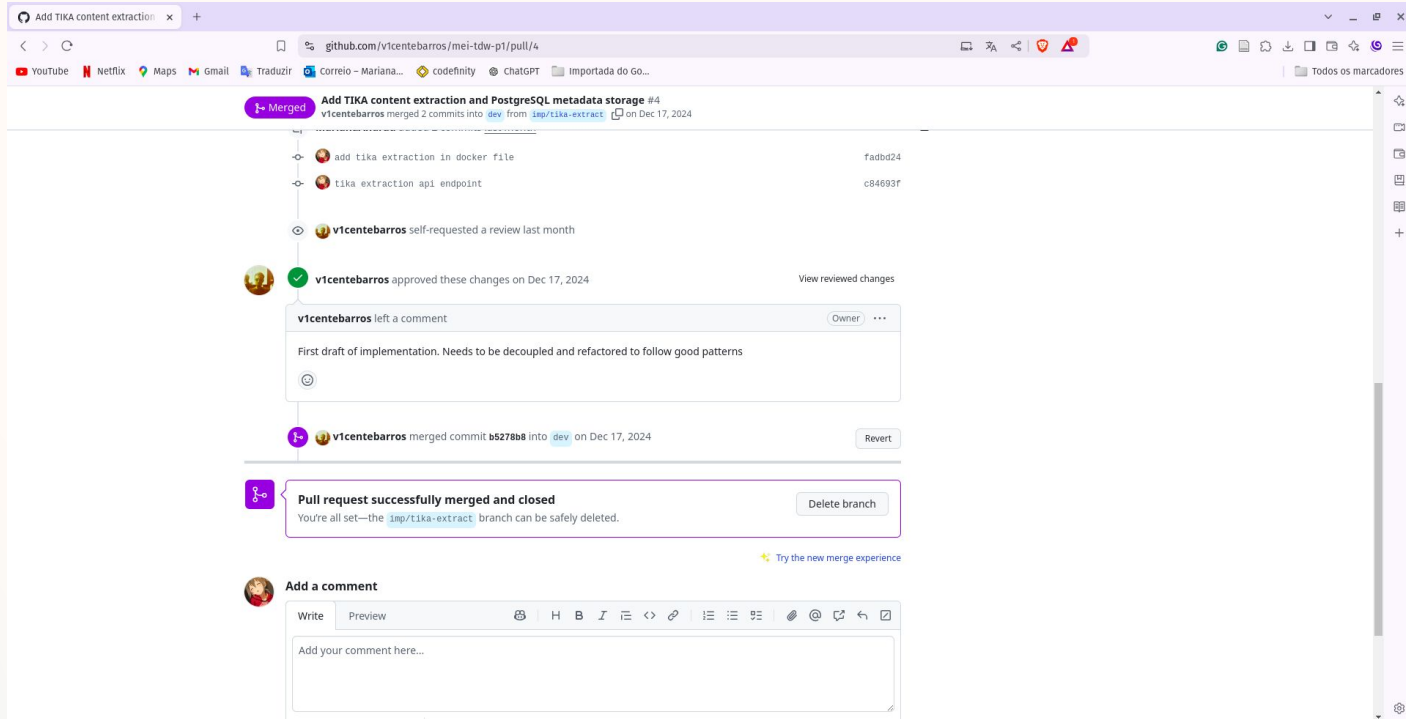 Add TIKA content extraction
github.com/v1centebarros/mei-tdw-p1/pull/4
YouTube Netflix Maps Gmail Traduzir Correio – Mariana... codefinity ChatGPT Importada do Go... Todos os marcadores
Merged
Add TIKA content extraction and PostgreSQL metadata storage #4
v1centebarros merged 2 commits into dev from imp/tika-extract on Dec 17, 2024
add tika extraction in docker file fadbd24
tika extraction api endpoint c84693f
v1centebarros self-requested a review last month
v1centebarros approved these changes on Dec 17, 2024 View reviewed changes
v1centebarros left a comment Owner
First draft of implementation. Needs to be decoupled and refactored to follow good patterns
v1centebarros merged commit b5278b8 into dev on Dec 17, 2024 Revert
Pull request successfully merged and closed
You're all set—the imp/tika-extract branch can be safely deleted.
Delete branch
Try the new merge experience
Add a comment
Write Preview
Add your comment here...